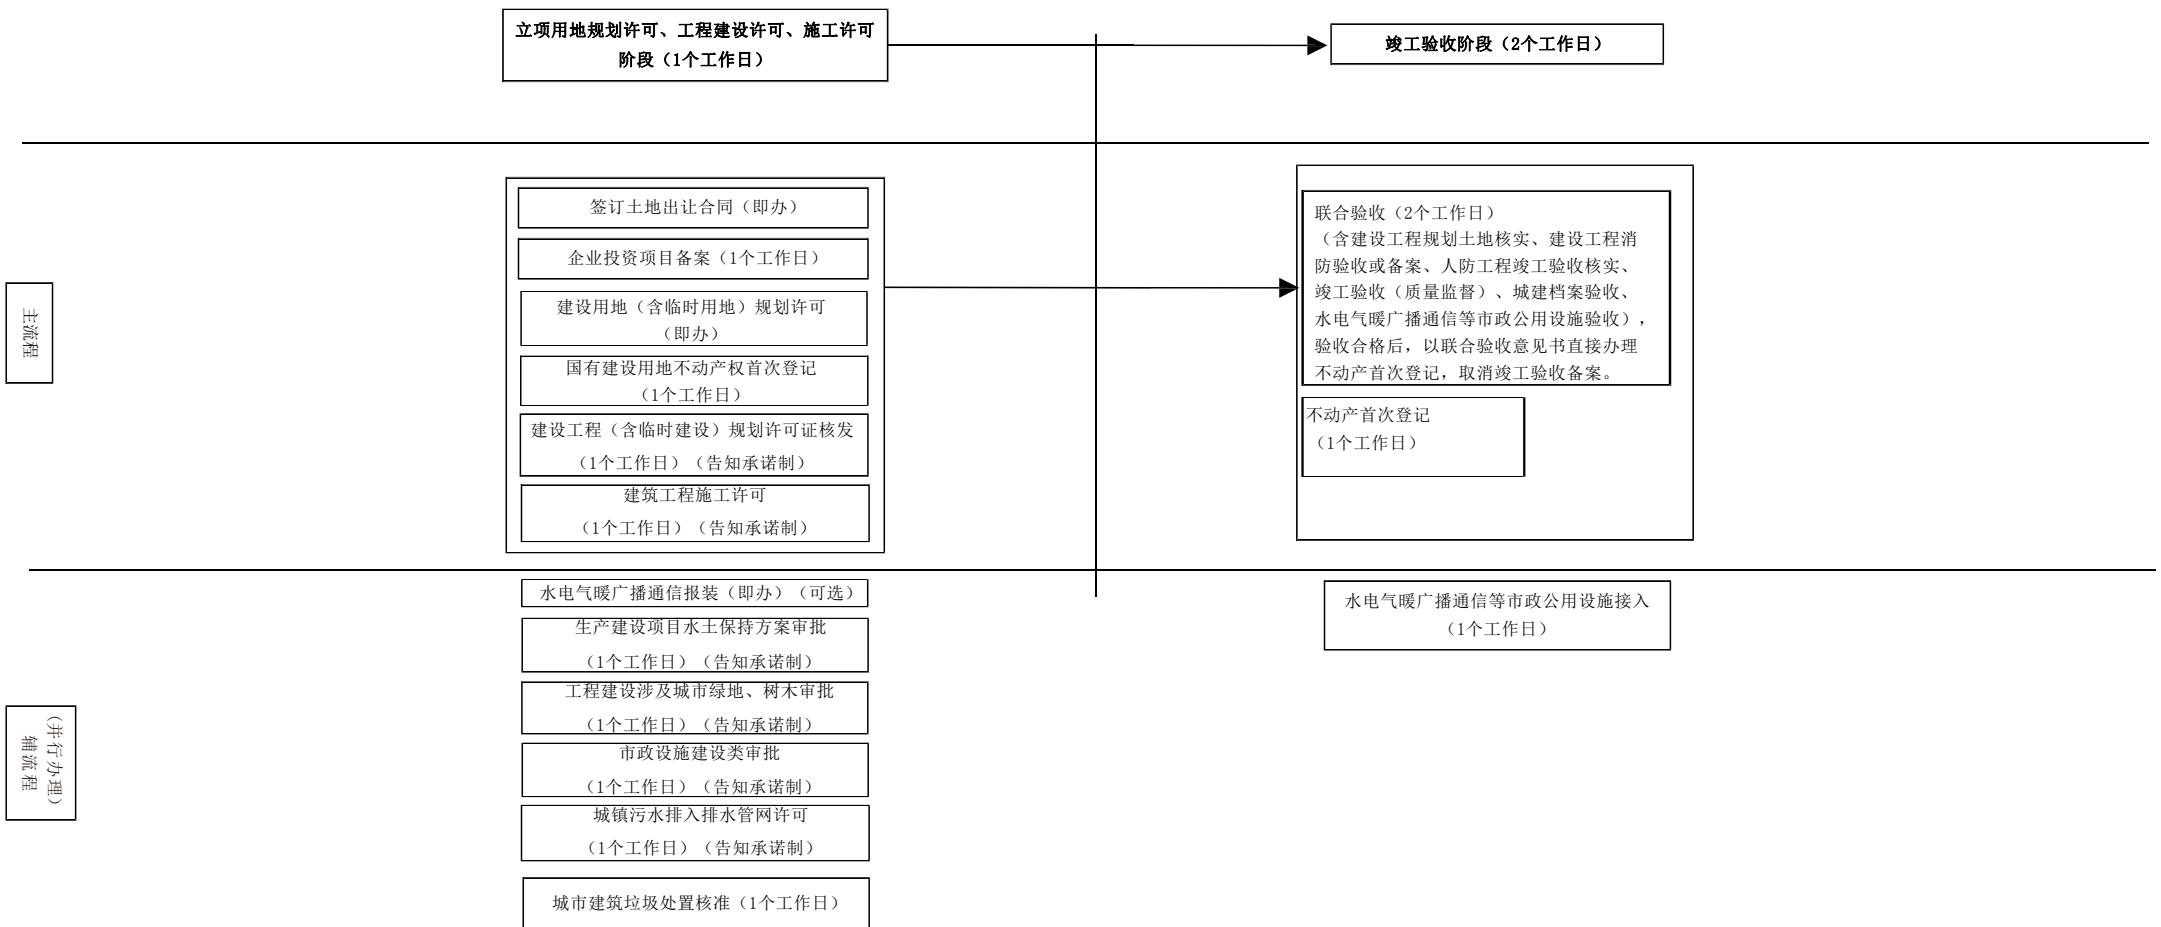 立项用地规划许可、工程建设许可、施工许可
阶段（1个工作日）
竣工验收阶段（2个工作日）
主流程
签订土地出让合同（即办）
企业投资项目备案（1个工作日）
建设用地（含临时用地）规划许可
（即办）
国有建设用地不动产权首次登记
（1个工作日）
建设工程（含临时建设）规划许可证核发
（1个工作日）（告知承诺制）
建筑工程施工许可
（1个工作日）（告知承诺制）
联合验收（2个工作日）
（含建设工程规划土地核实、建设工程消
防验收或备案、人防工程竣工验收核实、
竣工验收（质量监督）、城建档案验收、
水电气暖广播通信等市政公用设施验收），
验收合格后，以联合验收意见书直接办理
不动产首次登记，取消竣工验收备案。
不动产首次登记
（1个工作日）
（并行办理）
辅流程
水电气暖广播通信报装（即办）（可选）
生产建设项目水土保持方案审批
（1个工作日）（告知承诺制）
工程建设涉及城市绿地、树木审批
（1个工作日）（告知承诺制）
市政设施建设类审批
（1个工作日）（告知承诺制）
城镇污水排入排水管网许可
（1个工作日）（告知承诺制）
城市建筑垃圾处置核准（1个工作日）
水电气暖广播通信等市政公用设施接入
（1个工作日）